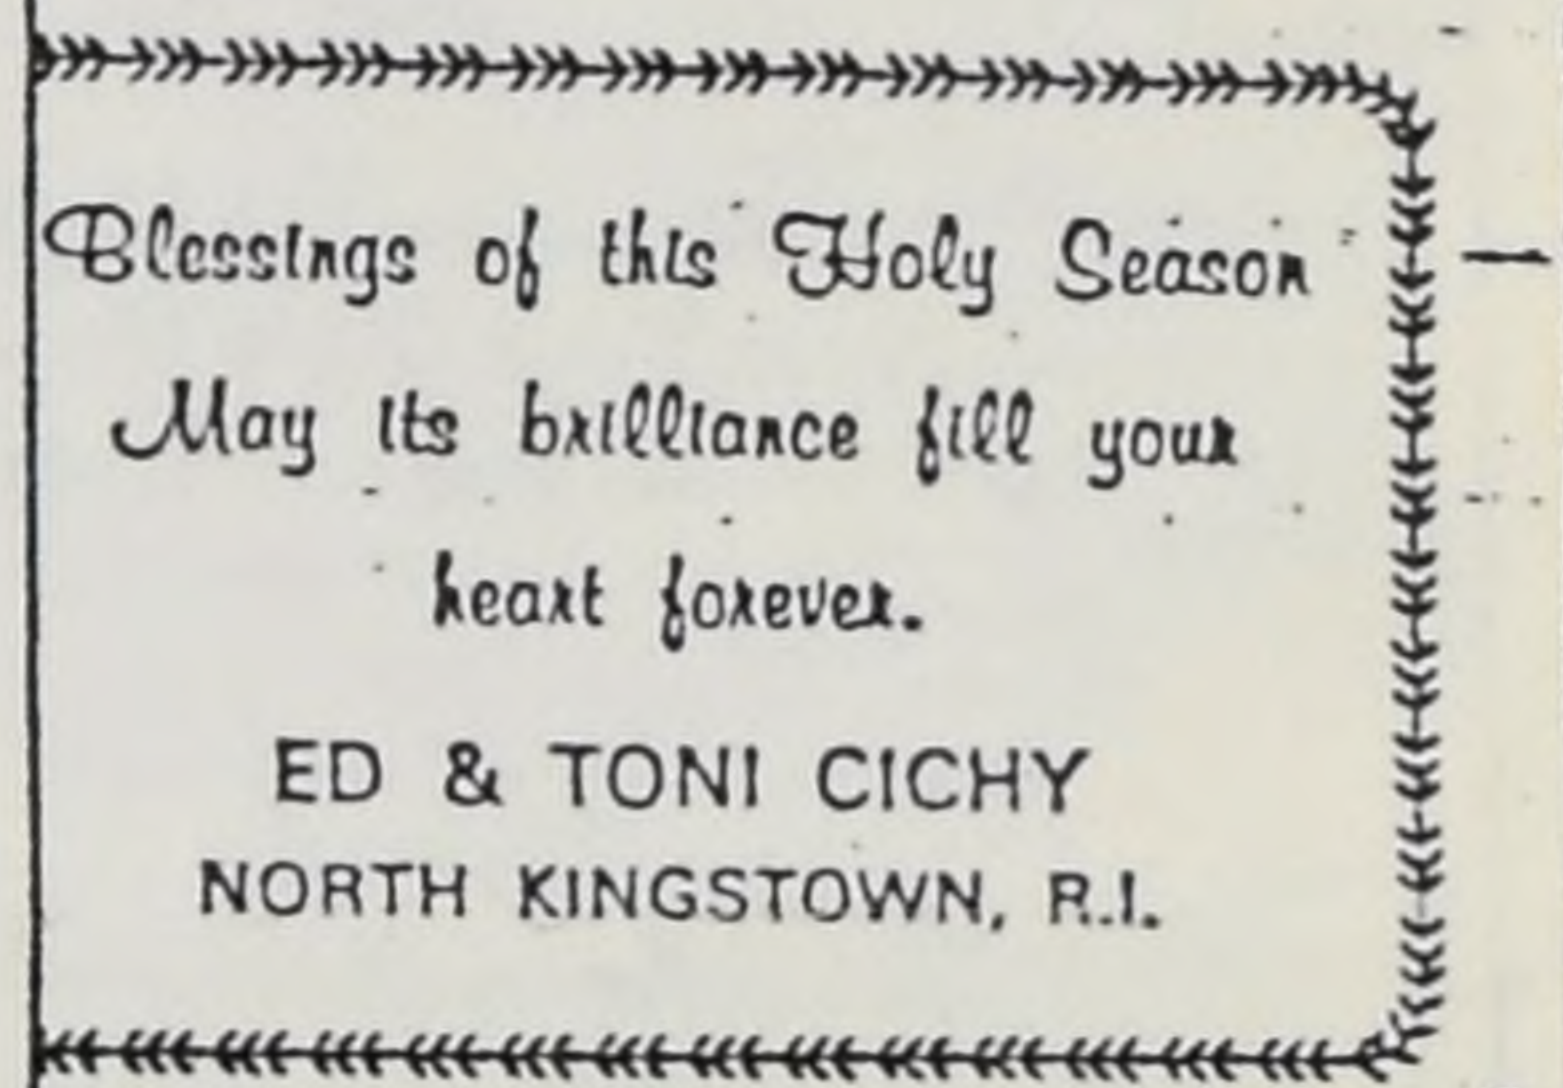 Blessings of this Holy Season
May its brilliance fill your
heart forever.
ED & TONI CICHY
NORTH KINGSTOWN, R.I.